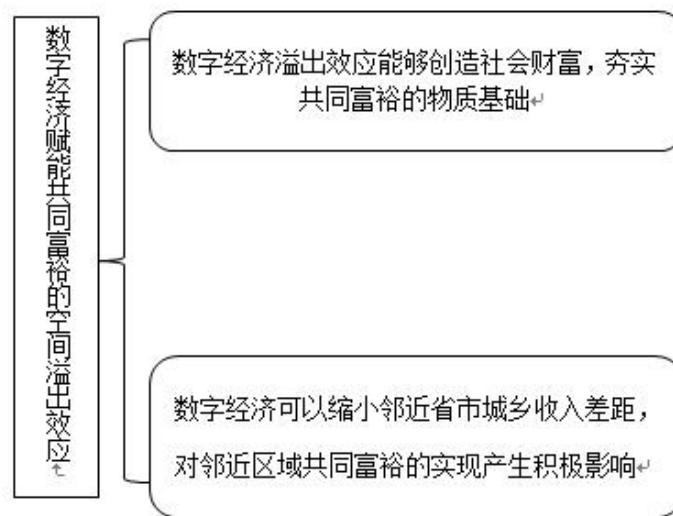 数字经济赋能共同富裕的空间溢出效应
数字经济溢出效应能够创造社会财富，夯实
共同富裕的物质基础
数字经济可以缩小邻近省市城乡收入差距，
对邻近区域共同富裕的实现产生积极影响